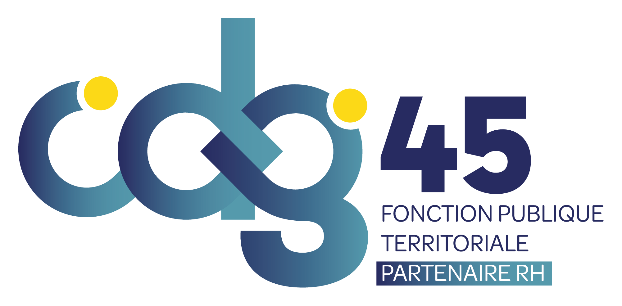 cdg 45
FONCTION PUBLIQUE
TERRITORIALE
PARTENAIRE RH